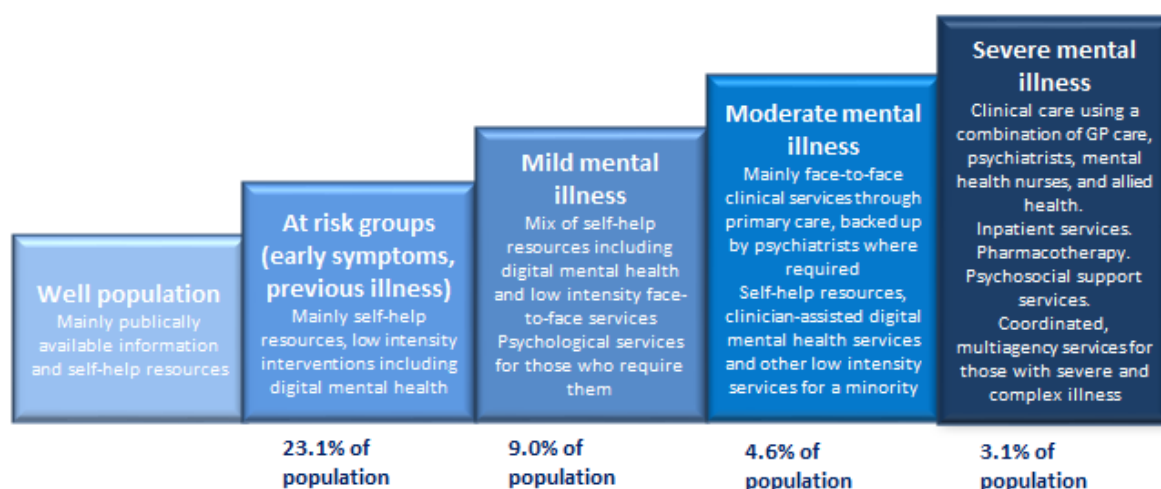 Well population
Mainly publically
available information
and self-help resources
At risk groups
(early symptoms,
previous illness)
Mainly self-help
resources, low intensity
interventions including
digital mental health
Mild mental
illness
Mix of self-help
resources including
digital mental health
and low intensity face-
to-face services
Psychological services
for those who require
them
Moderate mental
illness
Mainly face-to-face
clinical services through
primary care, backed up
by psychiatrists where
required
Self-help resources,
clinician-assisted digital
mental health services
and other low intensity
services for a minority
Severe mental
illness
Clinical care using a
combination of GP care,
psychiatrists, mental
health nurses, and allied
health.
Inpatient services.
Pharmacotherapy.
Psychosocial support
services.
Coordinated,
multiagency services for
those with severe and
complex illness
23.1% of
population
9.0% of
population
4.6% of
population
3.1% of
population